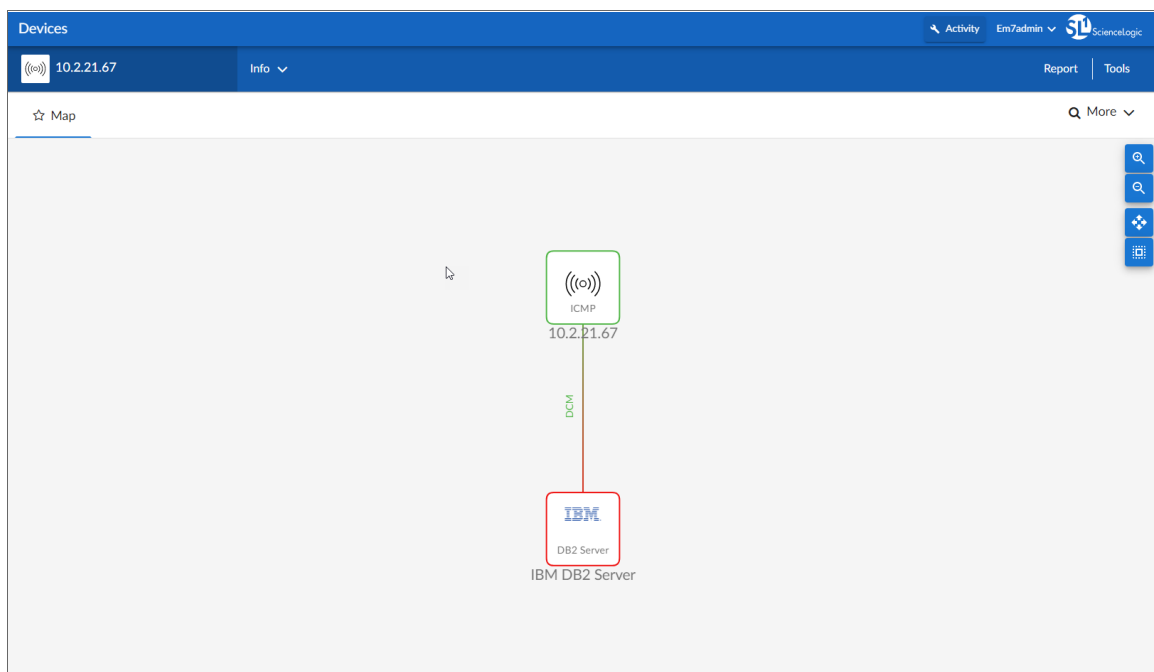 Devices
Activity Em7admin SL1 ScienceLogic
10.2.21.67 Info Report Tools
Map More
ICMP
10.2.21.67
DCM
IBM
DB2 Server
IBM DB2 Server